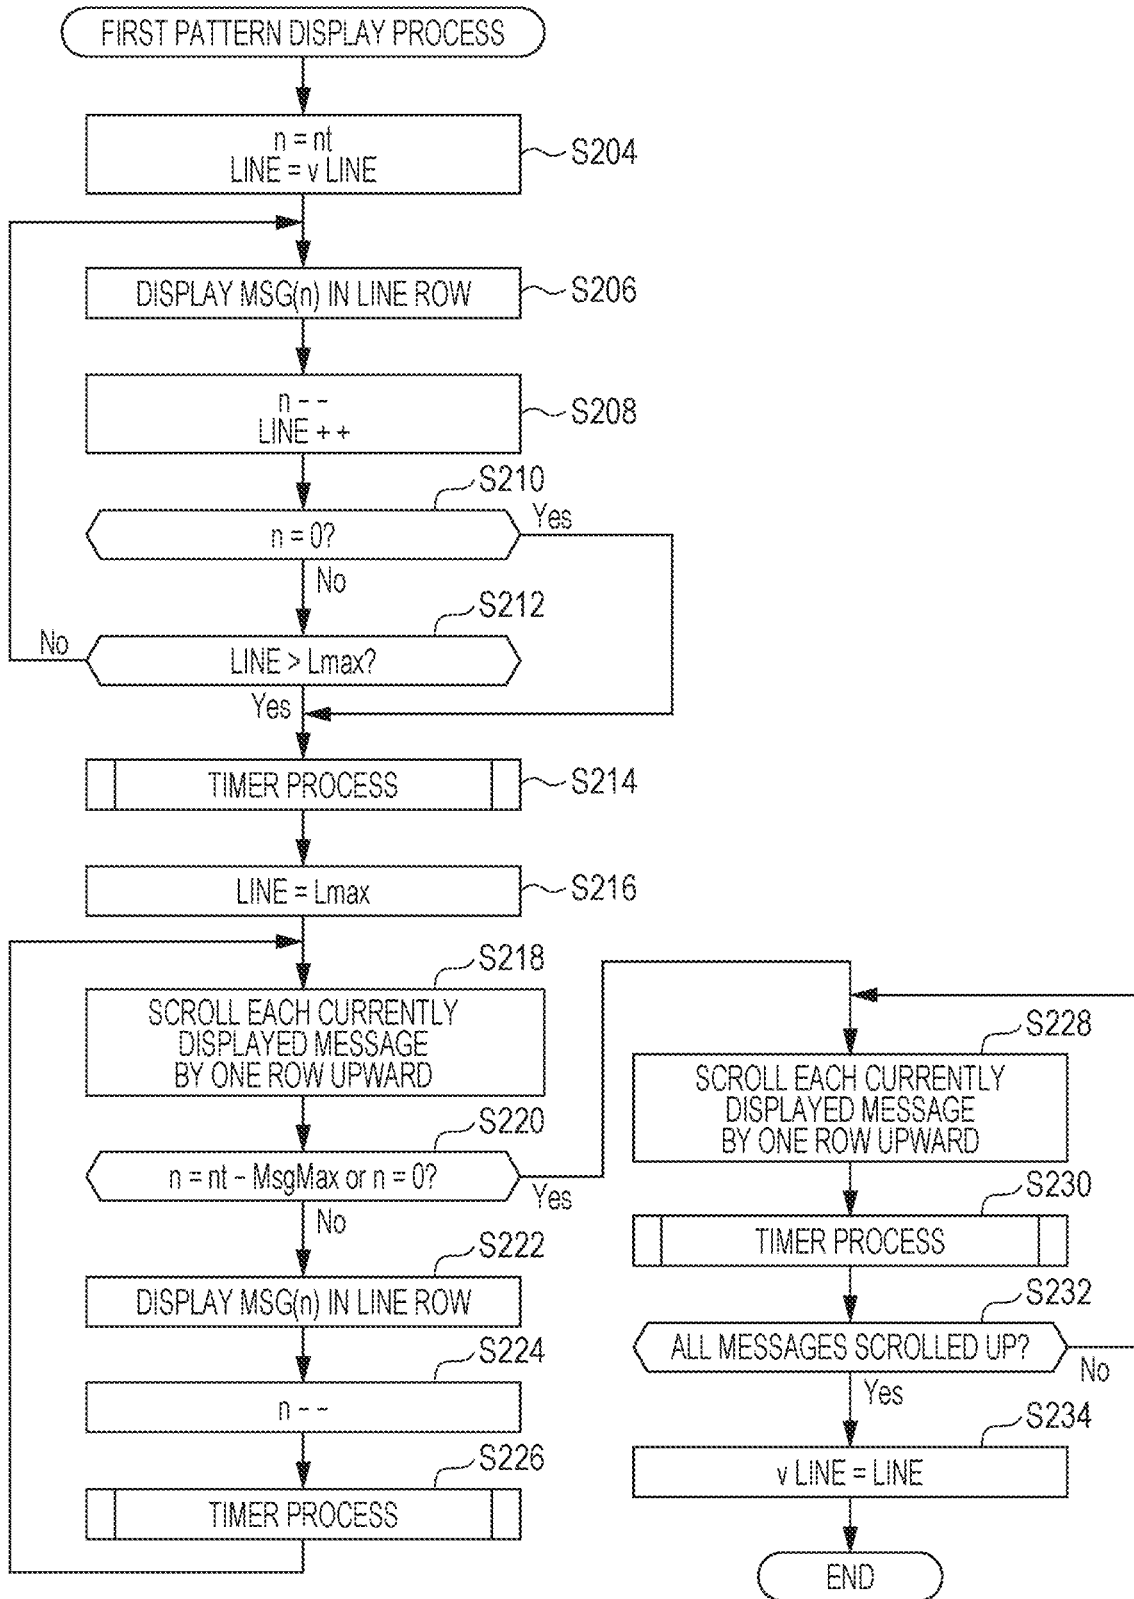 FIRST PATTERN DISPLAY PROCESS
n = nt
LINE = v LINE
S204
DISPLAY MSG(n) IN LINE ROW
S206
n - -
LINE + +
S208
S210
n = 0?
Yes
No
S212
LINE > Lmax?
No
Yes
TIMER PROCESS
S214
LINE = Lmax
S216
S218
SCROLL EACH CURRENTLY
DISPLAYED MESSAGE
BY ONE ROW UPWARD
S220
n = nt - MsgMax or n = 0?
Yes
No
S222
DISPLAY MSG(n) IN LINE ROW
S224
n - -
S226
TIMER PROCESS
S228
SCROLL EACH CURRENTLY
DISPLAYED MESSAGE
BY ONE ROW UPWARD
S230
TIMER PROCESS
S232
ALL MESSAGES SCROLLED UP?
No
Yes
S234
v LINE = LINE
END